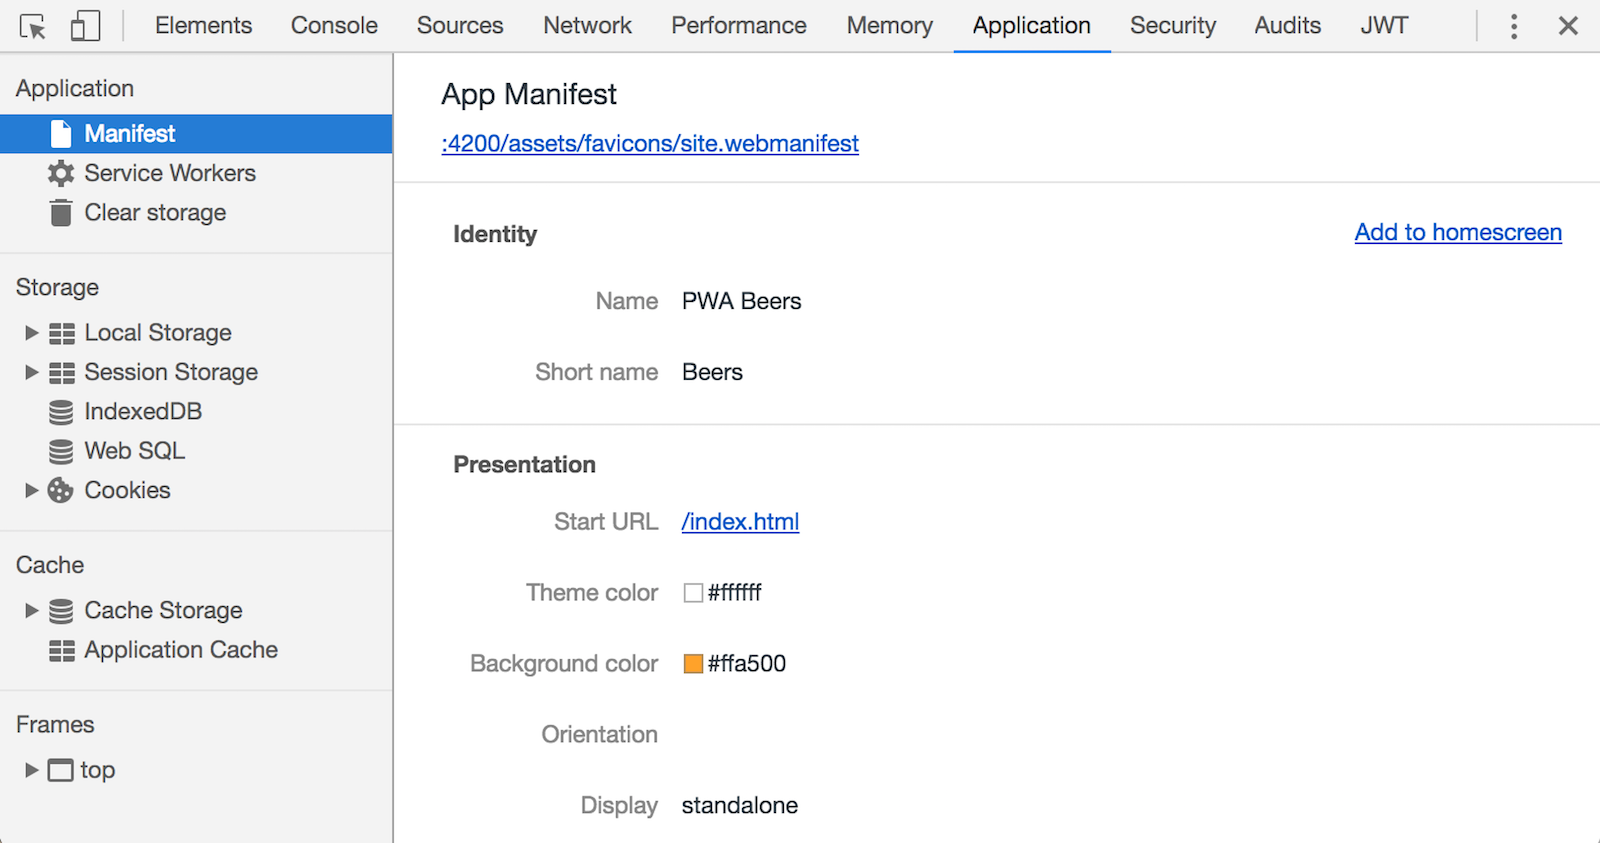 Elements Console Sources Network Performance Memory Application Security Audits JWT
Application
Manifest
Service Workers
Clear storage
Storage
Local Storage
Session Storage
IndexedDB
Web SQL
Cookies
Cache
Cache Storage
Application Cache
Frames
top
App Manifest
:4200/assets/favicons/site.webmanifest
Identity
Add to homescreen
Name PWA Beers
Short name Beers
Presentation
Start URL /index.html
Theme color #ffffff
Background color #ffa500
Orientation
Display standalone